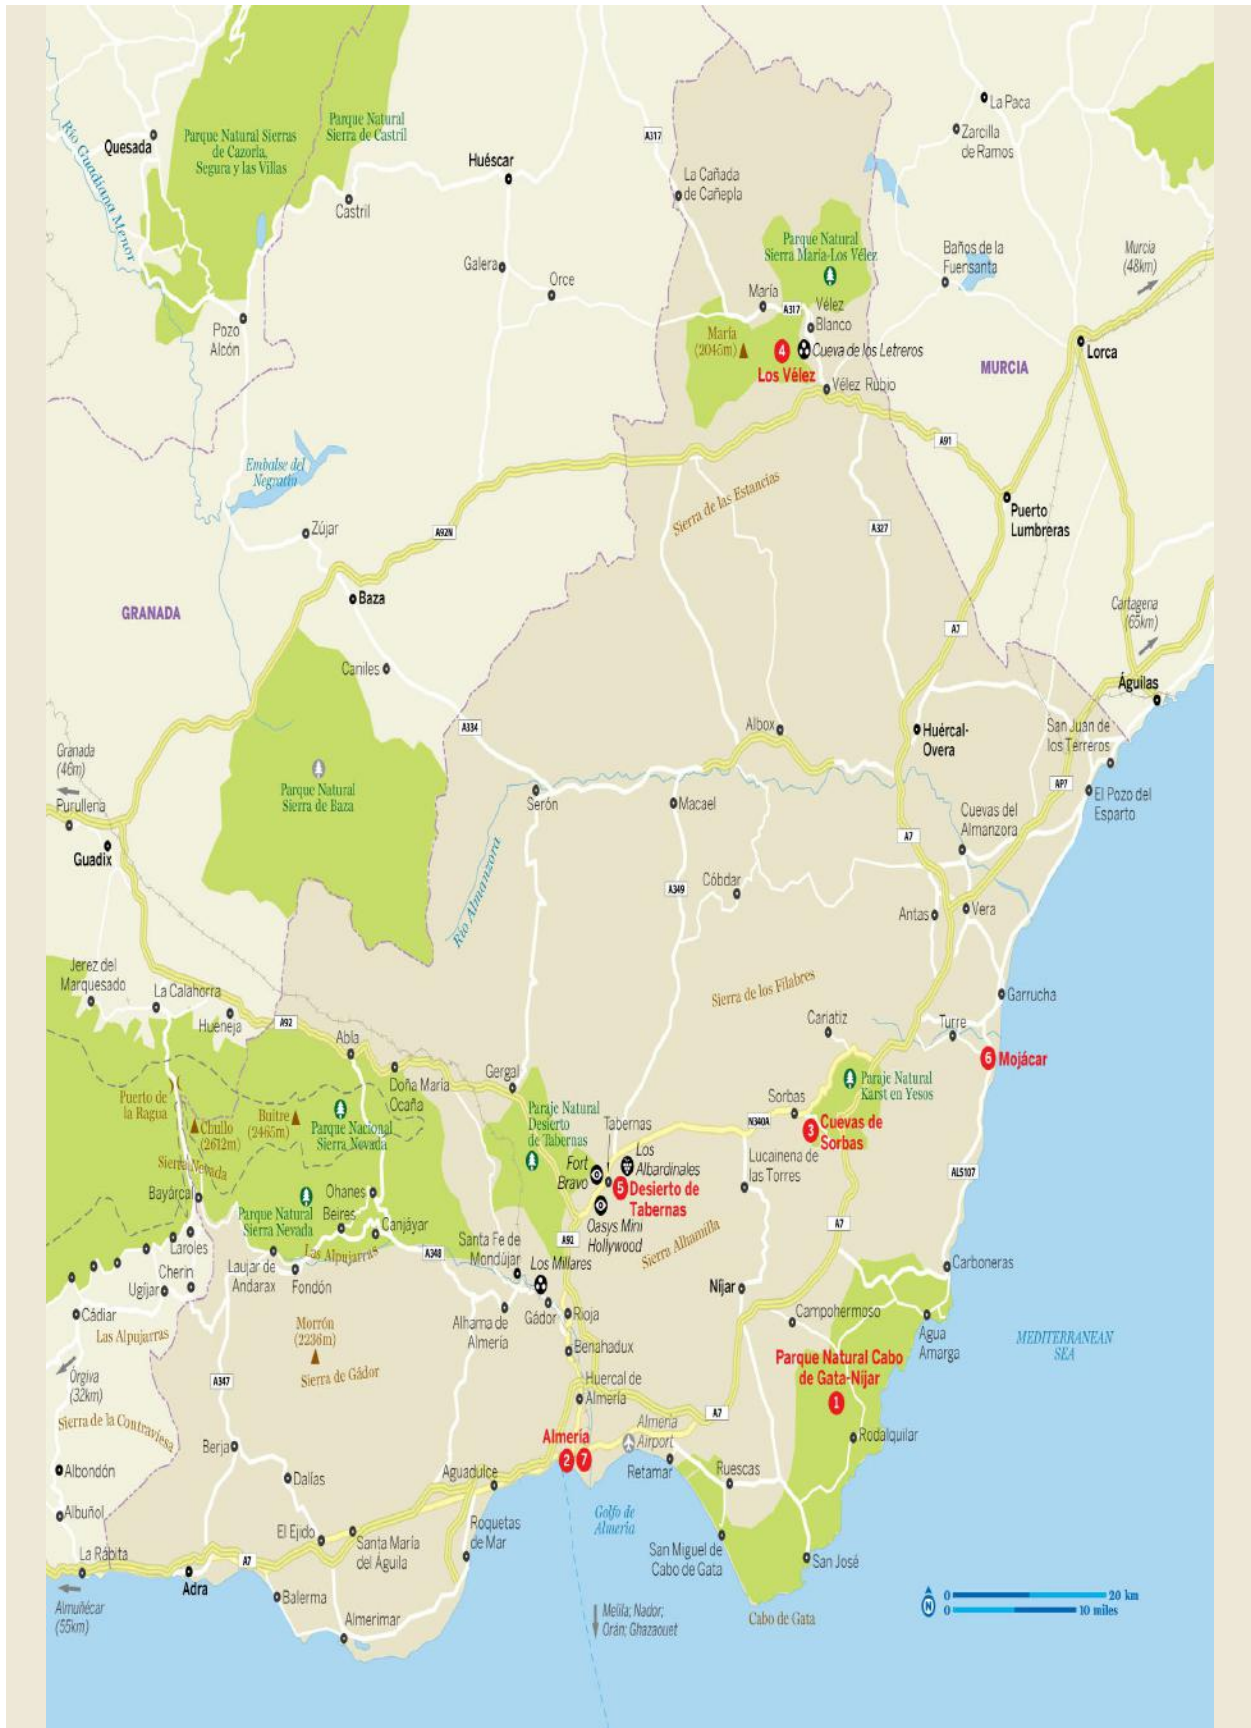 La Paca
Zarcilla
de Ramos
Quesada
Río Guadiana Menor
Parque Natural Sierras
de Cazorla,
Segura y las Villas
Parque Natural
Sierra de Castril
A317
Huéscar
La Cañada
de Cañepla
Castril
Galera
Orce
Parque Natural
Sierra María-Los Vélez
Baños de la
Fuensanta
Murcia
(48km)
Pozo
Alcón
María
A317
Vélez
Blanco
María
(2045m)
4
Cueva de los Letreros
Los Vélez
Vélez Rubio
MURCIA
Lorca
A91
Embalse del
Negratín
Sierra de las Estancias
Puerto
Lumbreras
Zújar
A92N
A327
Baza
GRANADA
Cartagena
(65km)
A7
Caniles
Águilas
A334
Albox
Huércal-
Overa
San Juan de
los Terreros
Granada
(46m)
Purullena
Parque Natural
Sierra de Baza
Serón
Macael
AP7
El Pozo del
Esparto
Cuevas del
Almanzora
A7
Guadix
Río Almanzora
Cóbdar
A349
Antas
Vera
Jerez del
Marquesado
La Calahorra
Hueneja
A92
Sierra de los Filabres
Garrucha
Cariatiz
Turre
Abla
6
Mojácar
Doña María
Ocaña
Gergal
Paraje Natural
Karst en Yesos
Puerto de
la Ragua
Chullo
(2612m)
Buitre
(2465m)
Parque Nacional
Sierra Nevada
Paraje Natural
Desierto
de Tabernas
Tabernas
Sorbas
N340A
3
Cuevas de
Sorbas
Sierra Nevada
Fort
Bravo
Los
Albardinales
Lucainena de
las Torres
AL5107
Bayárcal
Parque Natural
Sierra Nevada
Ohanes
Beires
Canjáyar
5
Desierto de
Tabernas
Oasys Mini
Hollywood
Sierra Alhamilla
A7
Laroles
Las Alpujarras
A348
Santa Fe de
Mondújar
A92
Los Millares
Cherín
Ugíjar
Laujar de
Andarax
Fondón
Carboneras
Níjar
Cádiar
Las Alpujarras
Morrón
(2236m)
Sierra de Gádor
Alhama de
Almería
Gádor
Rioja
Benahadux
Campohermoso
Agua
Amarga
MEDITERRANEAN
SEA
Órgiva
(32km)
A347
Huercal de
Almería
Parque Natural Cabo
de Gata-Níjar
1
Sierra de la Contraviesa
Berja
A7
Almería
2
7
Almería
Airport
Rodalquilar
Albondón
Dalías
Aguadulce
Retamar
Ruescas
Albuñol
El Ejido
Santa María
del Águila
Roquetas
de Mar
Golfo de
Almería
San Miguel de
Cabo de Gata
San José
La Rábita
A7
Adra
Balerma
Almerimar
Almuñécar
(55km)
Melilla; Nador;
Orán; Ghazaouet
Cabo de Gata
N
0
20 km
0
10 miles